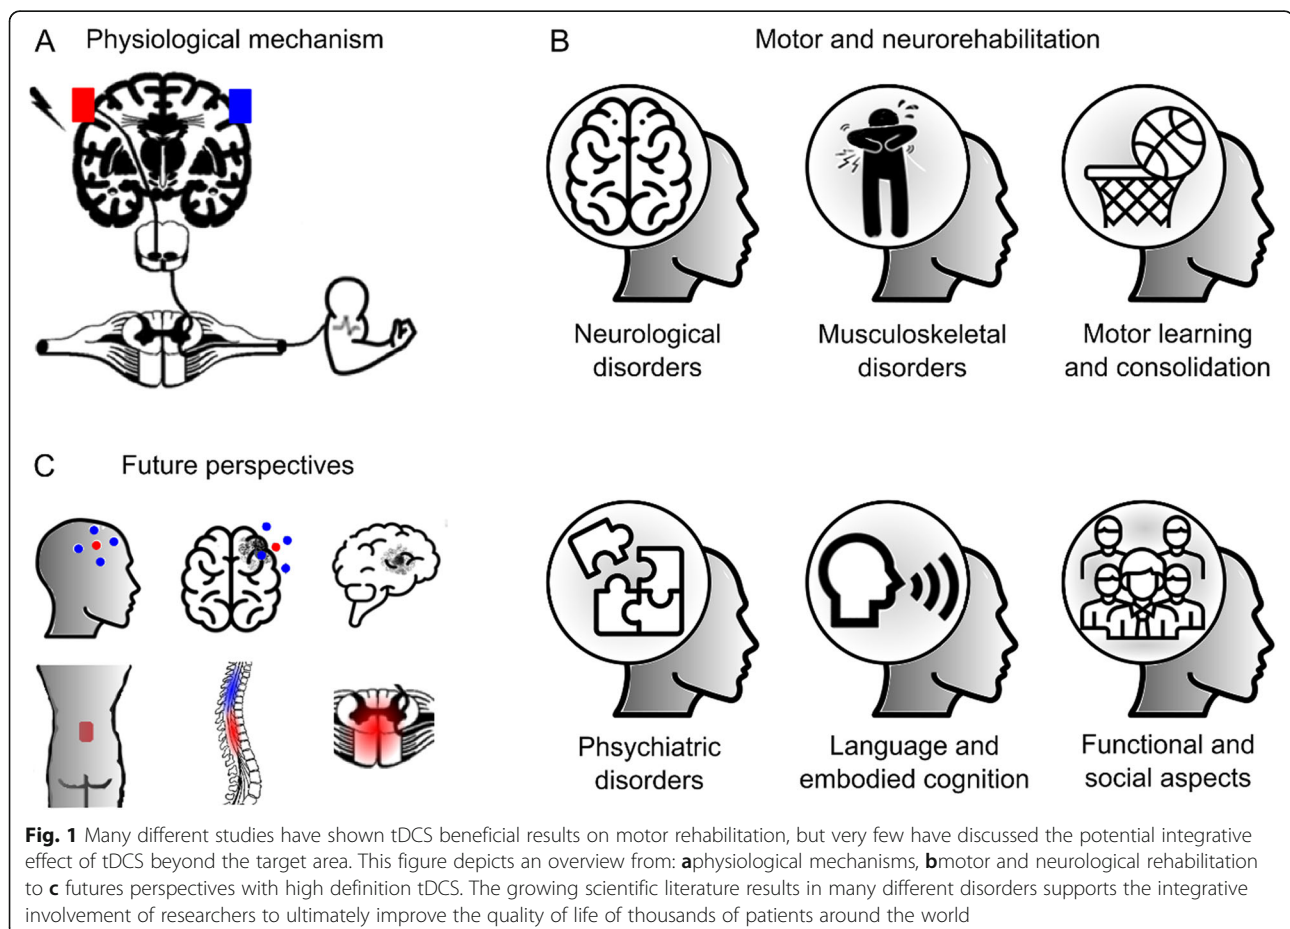 A Physiological mechanism
B Motor and neurorehabilitation
Neurological
disorders
Musculoskeletal
disorders
Motor learning
and consolidation
C Future perspectives
Phsychiatric
disorders
Language and
embodied cognition
Functional and
social aspects
Fig. 1 Many different studies have shown tDCS beneficial results on motor rehabilitation, but very few have discussed the potential integrative
effect of tDCS beyond the target area. This figure depicts an overview from: aphysiological mechanisms, bmotor and neurological rehabilitation
to c futures perspectives with high definition tDCS. The growing scientific literature results in many different disorders supports the integrative
involvement of researchers to ultimately improve the quality of life of thousands of patients around the world